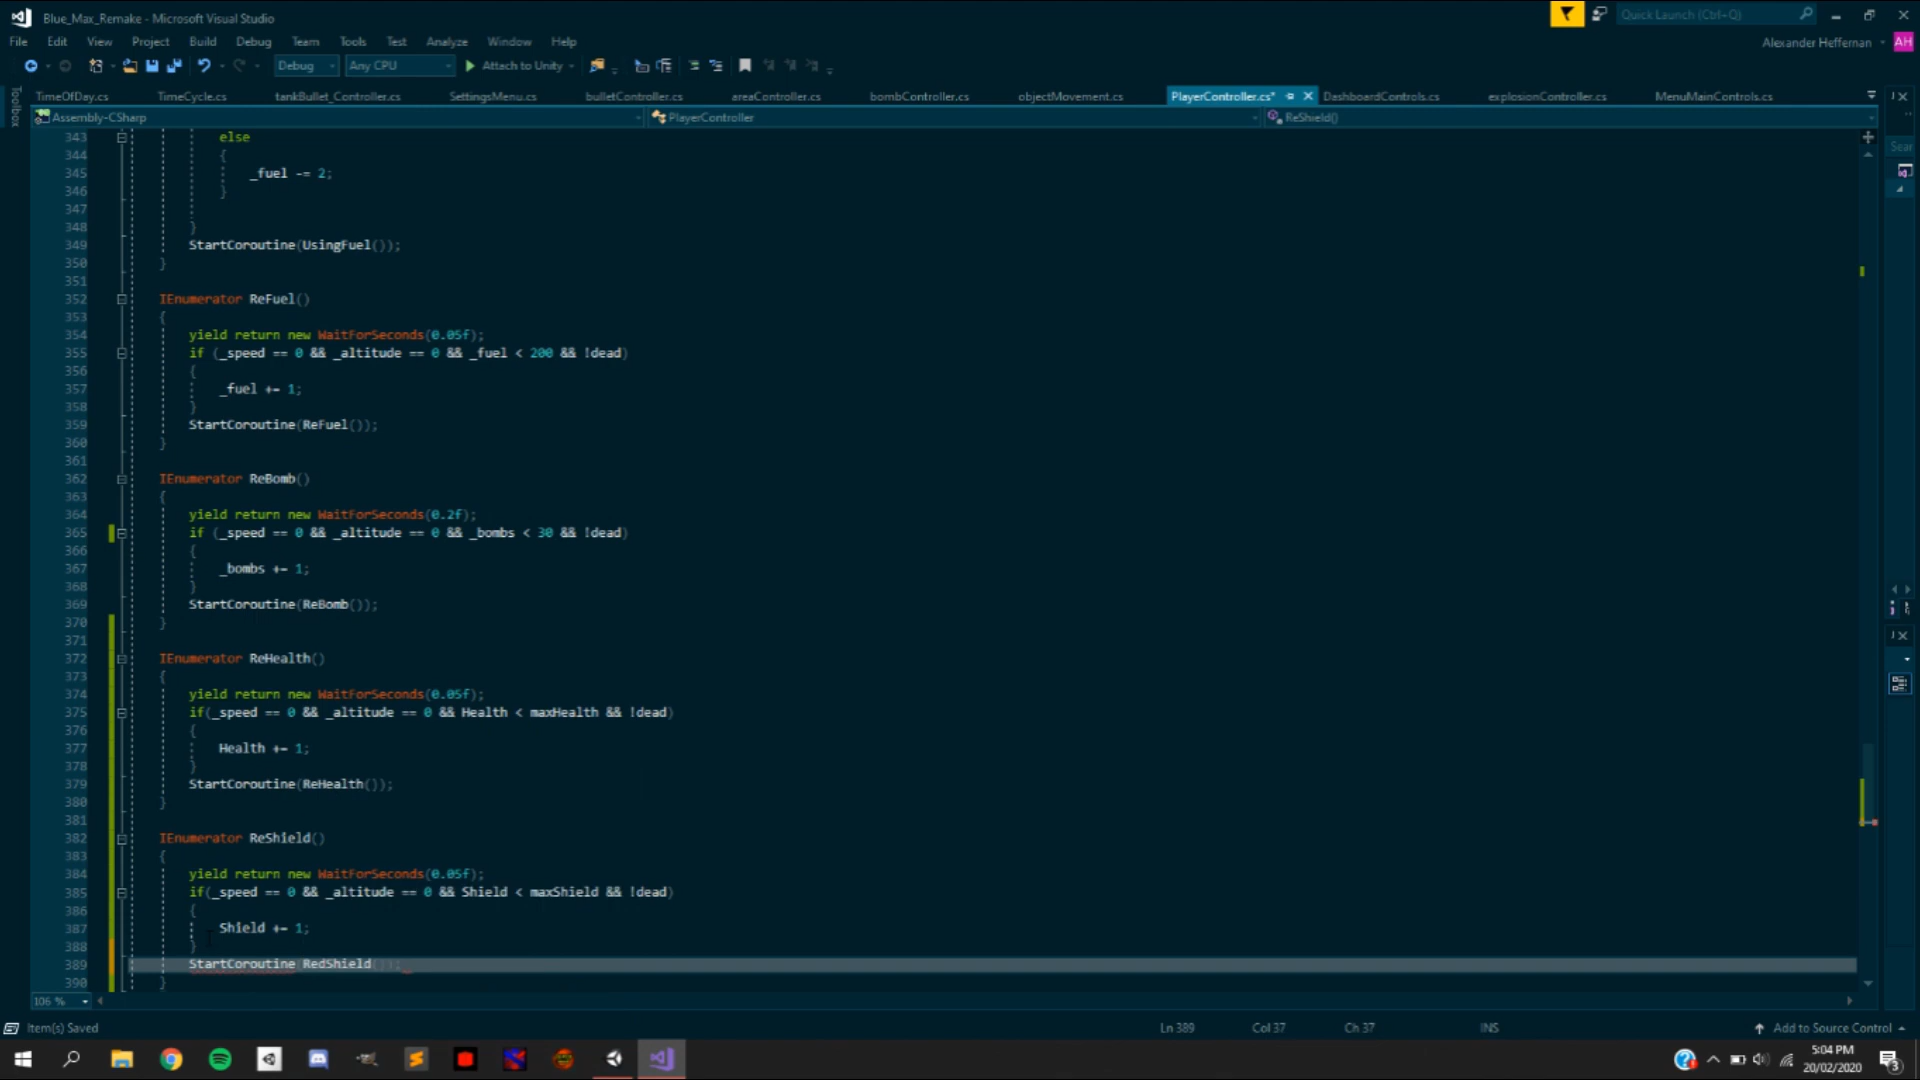 Blue_Max_Remake - Microsoft Visual Studio
Quick Launch (Ctrl+Q)
File Edit View Project Build Debug Team Tools Test Analyze Window Help
Alexander Heffernan AH
Debug Any CPU Attach to Unity
Toolbox
TimeOfDay.cs TimeCycle.cs tankBullet_Controller.cs SettingsMenu.cs bulletController.cs areaController.cs bombController.cs objectMovement.cs PlayerController.cs* DashboardControls.cs explosionController.cs MenuMainControls.cs
Assembly-CSharp PlayerController ReShield()
Sear
343 else
344 {
345 _fuel -= 2;
346 }
347
348 }
349 StartCoroutine(UsingFuel());
350 }
351
352 IEnumerator ReFuel()
353 {
354 yield return new WaitForSeconds(0.05f);
355 if (_speed == 0 && _altitude == 0 && _fuel < 200 && !dead)
356 {
357 _fuel += 1;
358 }
359 StartCoroutine(ReFuel());
360 }
361
362 IEnumerator ReBomb()
363 {
364 yield return new WaitForSeconds(0.2f);
365 if (_speed == 0 && _altitude == 0 && _bombs < 30 && !dead)
366 {
367 _bombs += 1;
368 }
369 StartCoroutine(ReBomb());
370 }
371
372 IEnumerator ReHealth()
373 {
374 yield return new WaitForSeconds(0.05f);
375 if(_speed == 0 && _altitude == 0 && Health < maxHealth && !dead)
376 {
377 Health += 1;
378 }
379 StartCoroutine(ReHealth());
380 }
381
382 IEnumerator ReShield()
383 {
384 yield return new WaitForSeconds(0.05f);
385 if(_speed == 0 && _altitude == 0 && Shield < maxShield && !dead)
386 {
387 Shield += 1;
388 }
389 StartCoroutine(RedShield());
390 }
106 %
Item(s) Saved Ln 389 Col 37 Ch 37 INS Add to Source Control
5:04 PM
20/02/2020
3